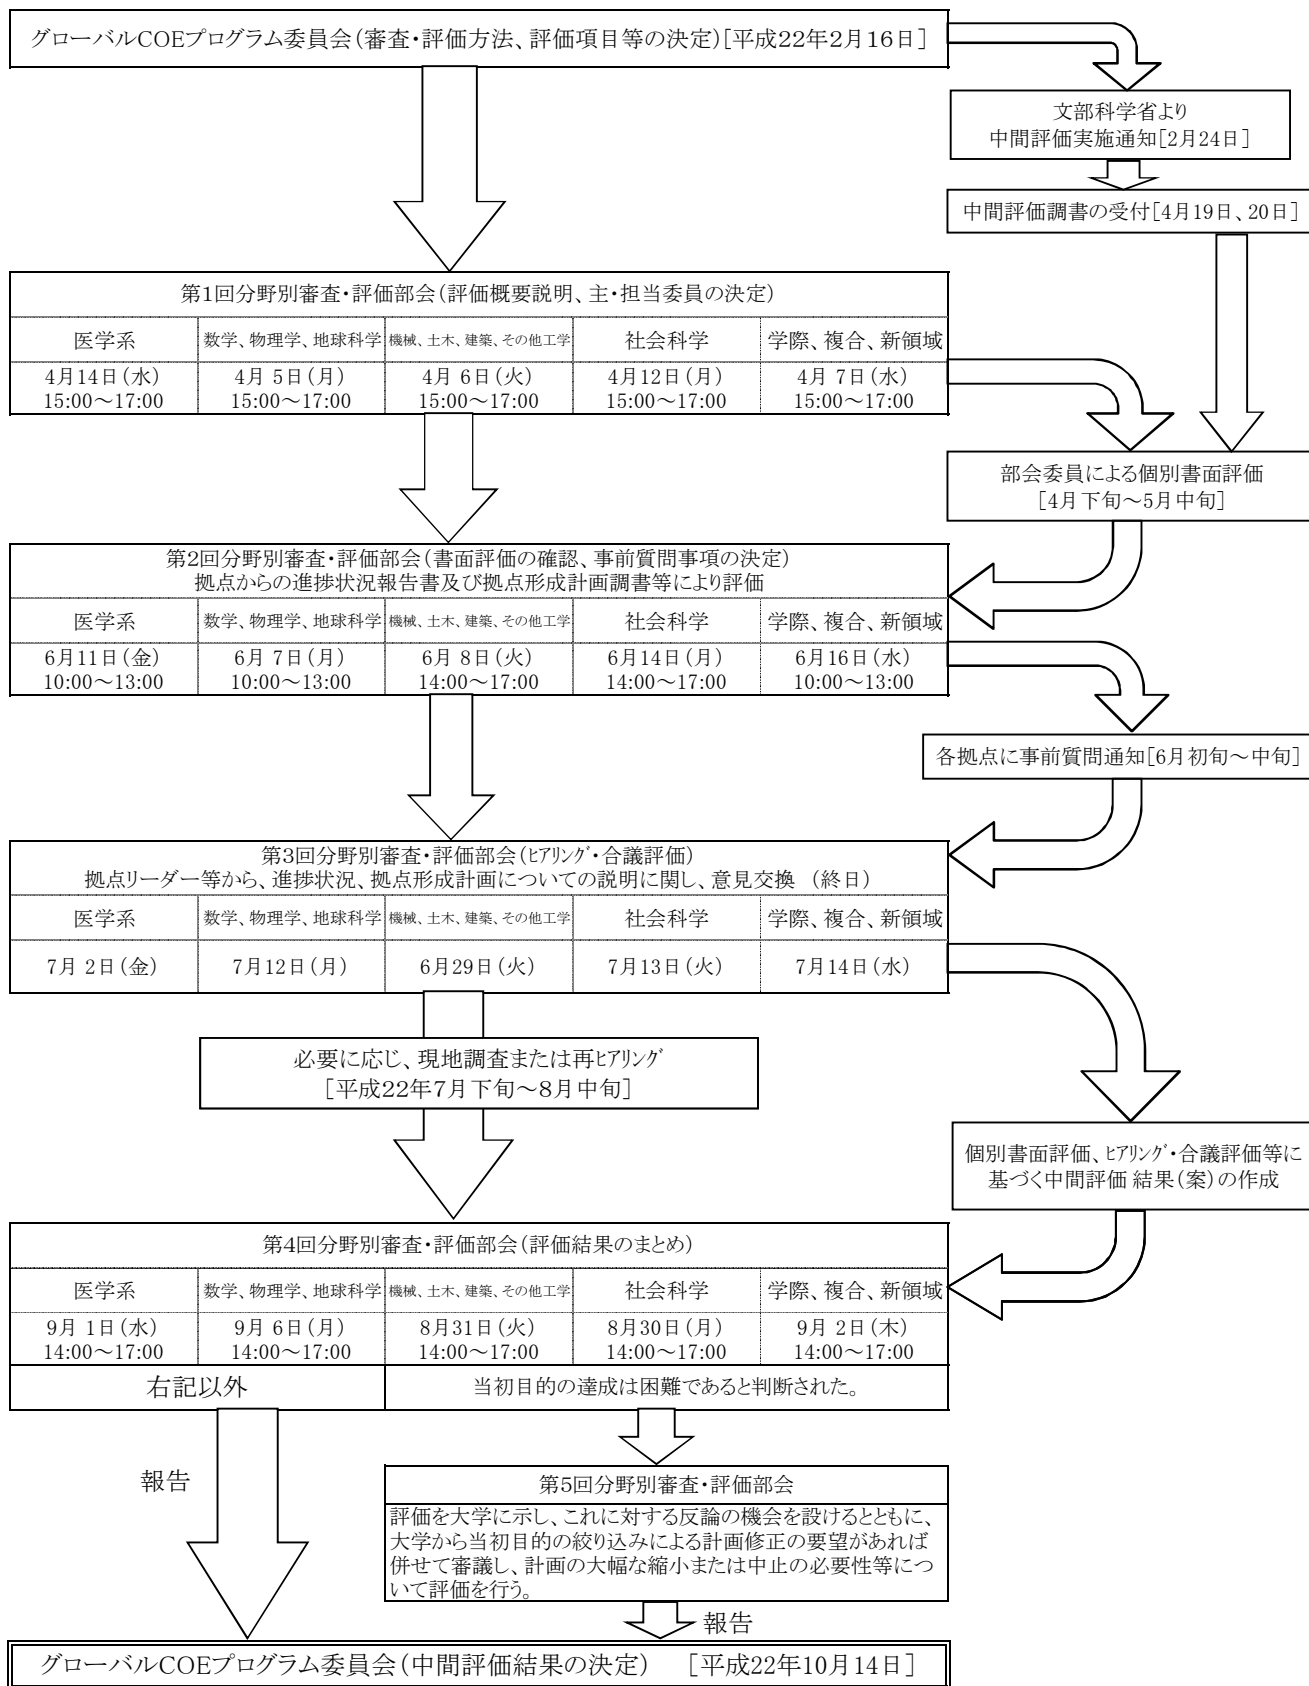 グローバルCOEプログラム委員会(審査・評価方法、評価項目等の決定)[平成22年2月16日]
文部科学省より
中間評価実施通知[2月24日]
中間評価調書の受付[4月19日、20日]
第1回分野別審査・評価部会(評価概要説明、主・担当委員の決定)
医学系 数学、物理学、地球科学 機械、土木、建築、その他工学 社会科学 学際、複合、新領域
4月14日(水) 4月 5日(月) 4月 6日(火) 4月12日(月) 4月 7日(水)
15:00～17:00 15:00～17:00 15:00～17:00 15:00～17:00 15:00～17:00
部会委員による個別書面評価
[4月下旬～5月中旬]
第2回分野別審査・評価部会(書面評価の確認、事前質問事項の決定)
拠点からの進捗状況報告書及び拠点形成計画調書等により評価
医学系 数学、物理学、地球科学 機械、土木、建築、その他工学 社会科学 学際、複合、新領域
6月11日(金) 6月 7日(月) 6月 8日(火) 6月14日(月) 6月16日(水)
10:00～13:00 10:00～13:00 14:00～17:00 14:00～17:00 10:00～13:00
各拠点に事前質問通知[6月初旬～中旬]
第3回分野別審査・評価部会(ﾋｱﾘﾝｸﾞ・合議評価)
拠点リーダー等から、進捗状況、拠点形成計画についての説明に関し、意見交換 (終日)
医学系 数学、物理学、地球科学 機械、土木、建築、その他工学 社会科学 学際、複合、新領域
7月 2日(金) 7月12日(月) 6月29日(火) 7月13日(火) 7月14日(水)
必要に応じ、現地調査または再ﾋｱﾘﾝｸﾞ
[平成22年7月下旬～8月中旬]
個別書面評価、ﾋｱﾘﾝｸﾞ・合議評価等に
基づく中間評価 結果(案)の作成
第4回分野別審査・評価部会(評価結果のまとめ)
医学系 数学、物理学、地球科学 機械、土木、建築、その他工学 社会科学 学際、複合、新領域
9月 1日(水) 9月 6日(月) 8月31日(火) 8月30日(月) 9月 2日(木)
14:00～17:00 14:00～17:00 14:00～17:00 14:00～17:00 14:00～17:00
右記以外 当初目的の達成は困難であると判断された。
報告
第5回分野別審査・評価部会
評価を大学に示し、これに対する反論の機会を設けるとともに、
大学から当初目的の絞り込みによる計画修正の要望があれば
併せて審議し、計画の大幅な縮小または中止の必要性等につ
いて評価を行う。
報告
グローバルCOEプログラム委員会(中間評価結果の決定) [平成22年10月14日]